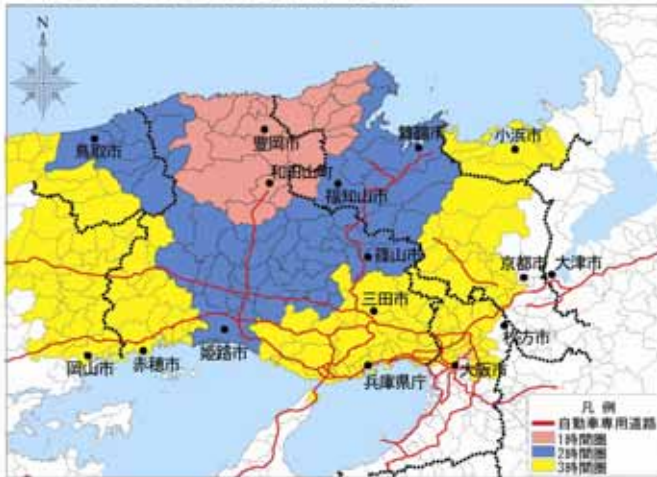 N
鳥取市
豊岡市
和田山町
福知山市
舞鶴市
小浜市
篠山市
京都市
大津市
三田市
姫路市
岡山市
赤穂市
兵庫県庁
大阪市
枚方市
凡例
自動車専用道路
1時間圏
2時間圏
3時間圏